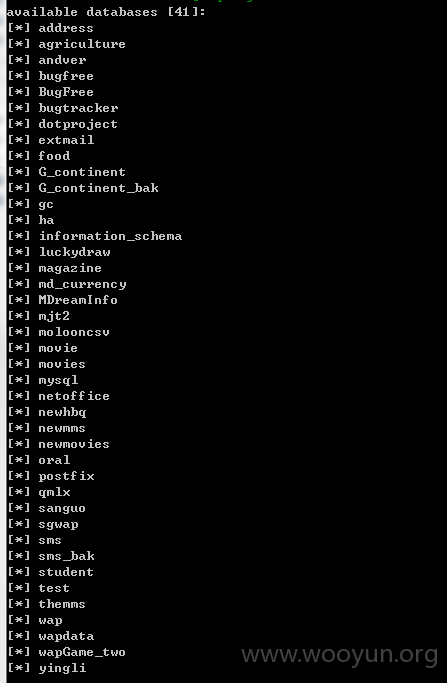 available databases [41]:
[*] address
[*] agriculture
[*] andver
[*] bugfree
[*] BugFree
[*] bugtracker
[*] dotproject
[*] extmail
[*] food
[*] G_continent
[*] G_continent_bak
[*] gc
[*] ha
[*] information_schema
[*] luckydraw
[*] magazine
[*] md_currency
[*] MDreamInfo
[*] mjt2
[*] molooncsv
[*] movie
[*] movies
[*] mysql
[*] netoffice
[*] newhbq
[*] newmms
[*] newmovies
[*] oral
[*] postfix
[*] qmlx
[*] sanguo
[*] sgwap
[*] sms
[*] sms_bak
[*] student
[*] test
[*] themms
[*] wap
[*] wapdata
[*] wapGame_two
[*] yingli
www.wooyun.org